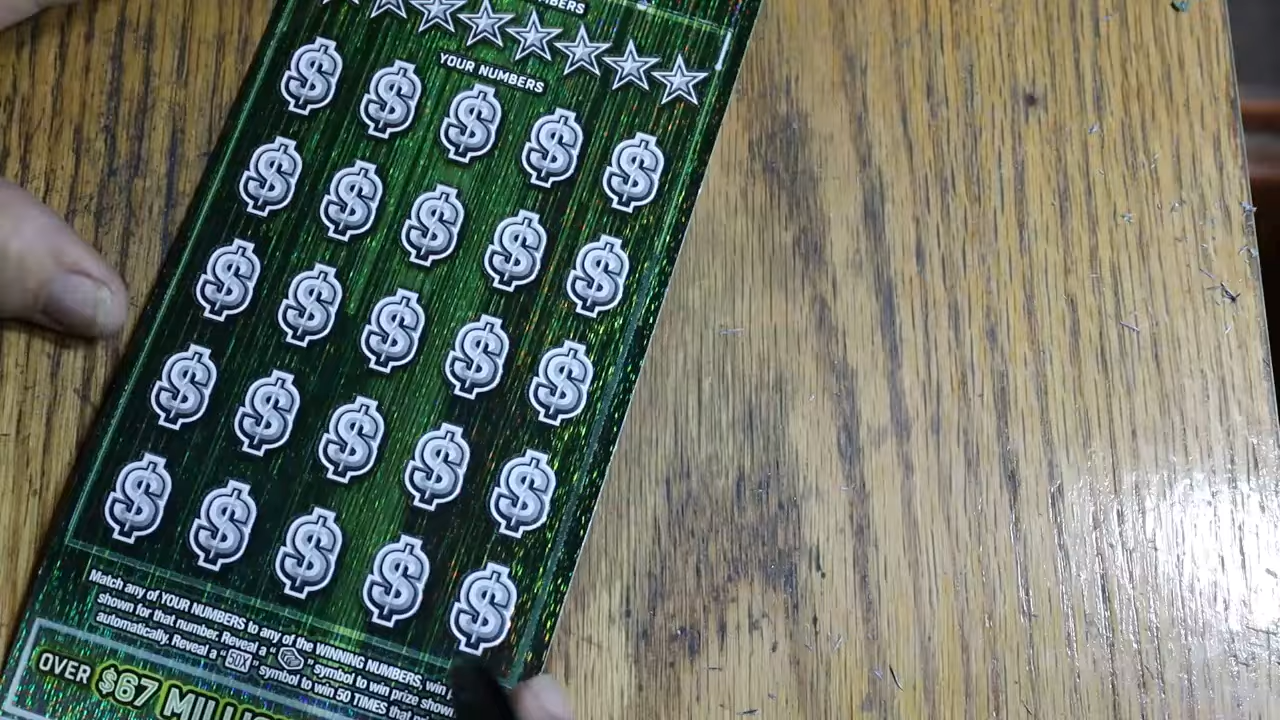 YOUR NUMBERS
Match any of YOUR NUMBERS to any of the WINNING NUMBERS, win
shown for that number. Reveal a " " symbol to win prize shown
automatically. Reveal a "50X" symbol to win 50 TIMES that
OVER $67